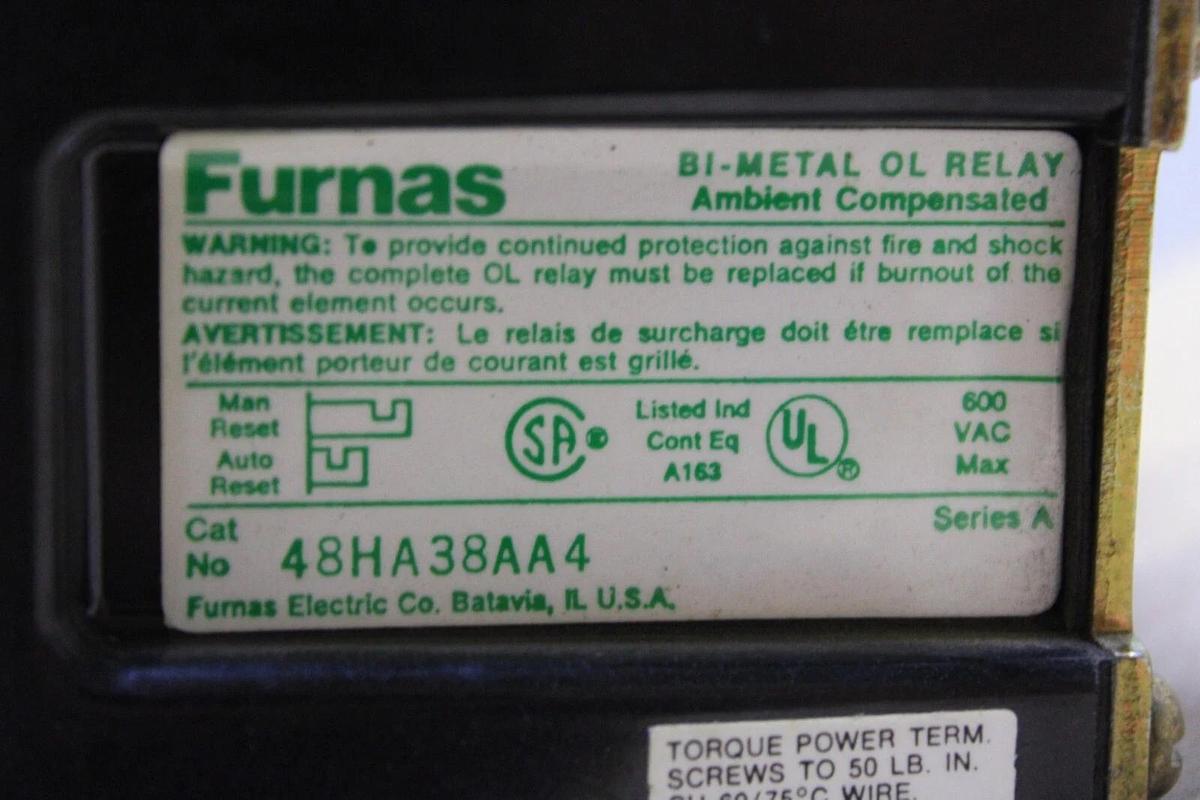 Furnas
BI-METAL OL RELAY
Ambient Compensated
WARNING: To provide continued protection against fire and shock
hazard, the complete OL relay must be replaced if burnout of the
current element occurs.
AVERTISSEMENT: Le relais de surcharge doit être remplace si
l'élément porteur de courant est grillé.
Man
Reset
Auto
Reset
SA ®
Listed Ind
Cont Eq
A163
UL ®
600
VAC
Max
Series A
Cat
No 48HA38AA4
Furnas Electric Co. Batavia, IL U.S.A.
TORQUE POWER TERM.
SCREWS TO 50 LB. IN.
60/75°C WIRE.